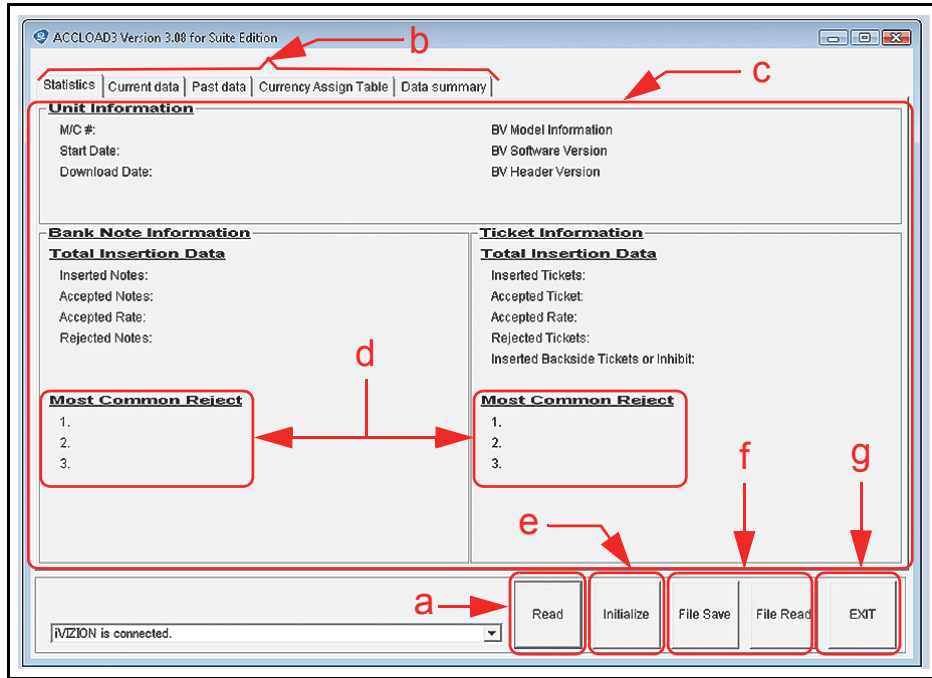 ACCLOAD3 Version 3.08 for Suite Edition
b
c
Statistics Current data Past data Currency Assign Table Data summary
Unit Information
M/C #: BV Model Information
Start Date: BV Software Version
Download Date: BV Header Version
Bank Note Information Ticket Information
Total Insertion Data Total Insertion Data
Inserted Notes: Inserted Tickets:
Accepted Notes: Accepted Ticket:
Accepted Rate: Accepted Rate:
Rejected Notes: Rejected Tickets:
Inserted Backside Tickets or Inhibit:
d
Most Common Reject Most Common Reject
1. 1.
2. 2.
3. 3.
f g
e
a
Read Initialize File Save File Read EXIT
iVIZION is connected.